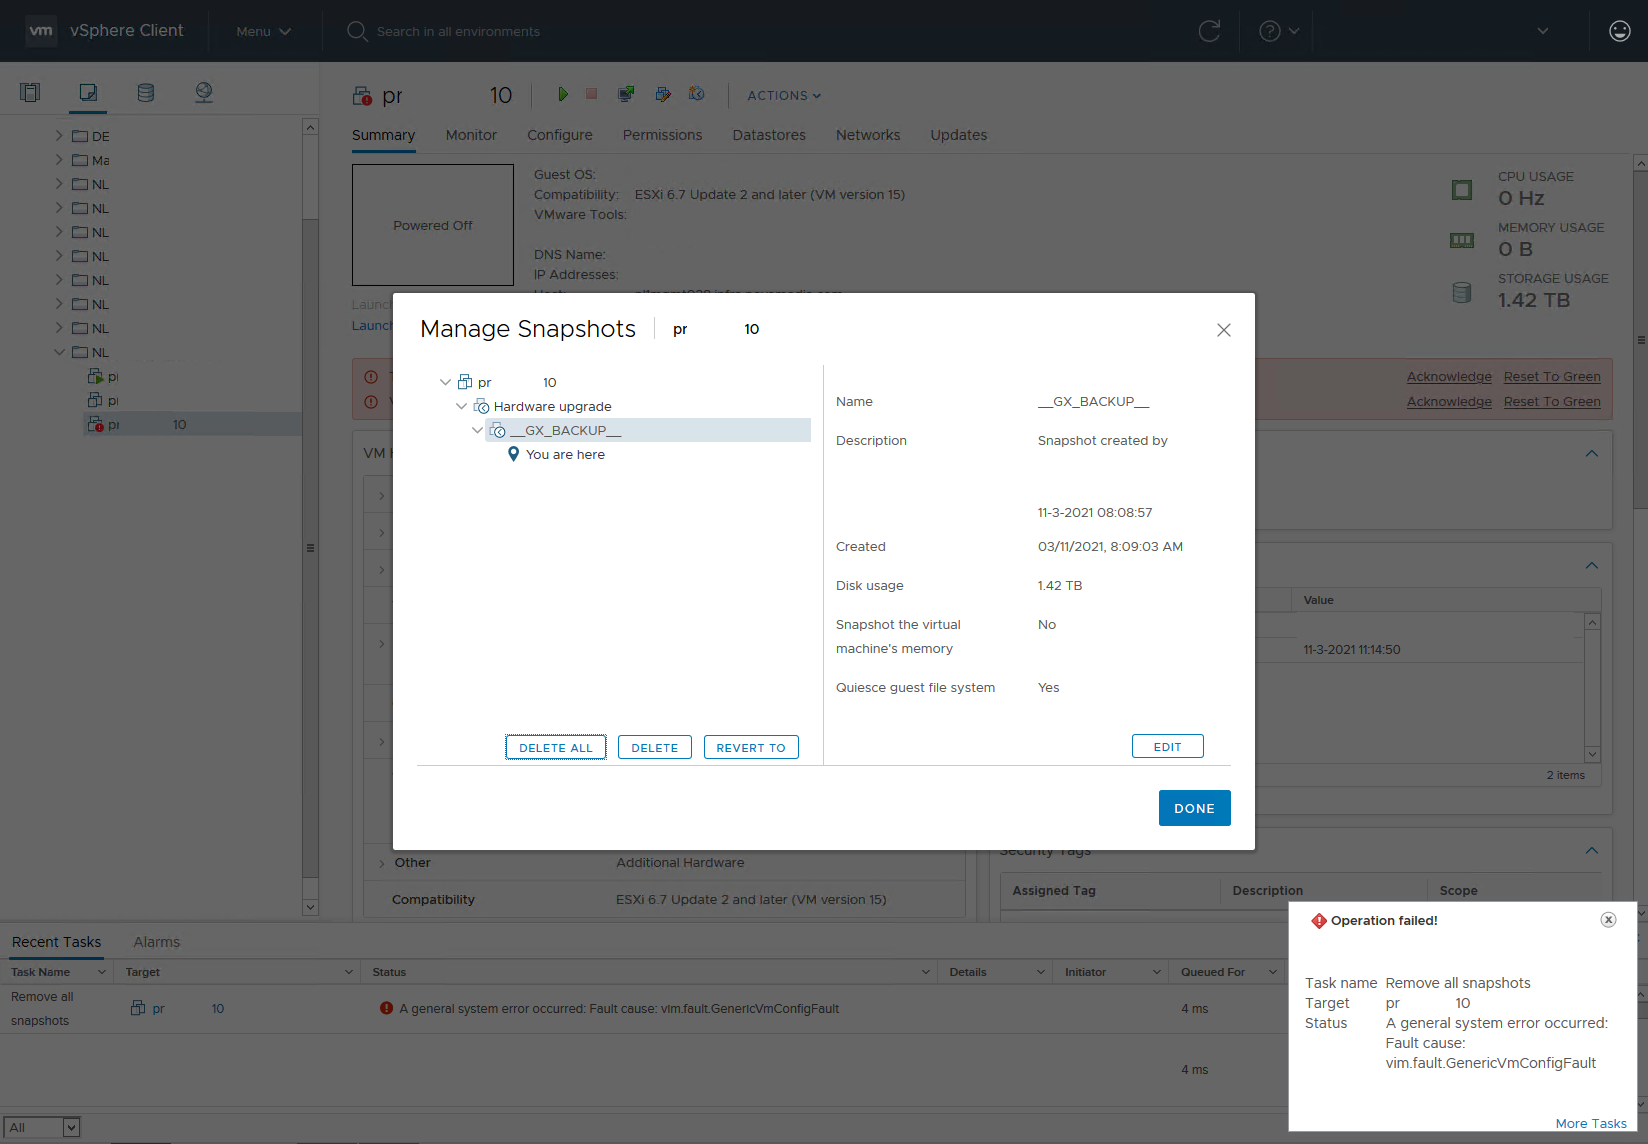 vm vSphere Client Menu Search in all environments
pr 10 ACTIONS
Summary Monitor Configure Permissions Datastores Networks Updates
DE
Ma
NL
NL
NL
NL
NL
NL
NL
NL
pr
pr
pr 10
Powered Off
Guest OS:
Compatibility: ESXi 6.7 Update 2 and later (VM version 15)
VMware Tools:
DNS Name:
IP Addresses:
CPU USAGE
0 Hz
MEMORY USAGE
0 B
STORAGE USAGE
1.42 TB
Launch
Launch
Acknowledge Reset To Green
Acknowledge Reset To Green
VM
Manage Snapshots pr 10
pr 10
Hardware upgrade
__GX_BACKUP__
You are here
DELETE ALL DELETE REVERT TO
Name __GX_BACKUP__
Description Snapshot created by
11-3-2021 08:08:57
Created 03/11/2021, 8:09:03 AM
Disk usage 1.42 TB
Snapshot the virtual No
machine's memory
Quiesce guest file system Yes
EDIT
DONE
Value
11-3-2021 11:14:50
2 items
Other Additional Hardware
Compatibility ESXi 6.7 Update 2 and later (VM version 15)
Security Tags
Assigned Tag Description Scope
Recent Tasks Alarms
Task Name Target Status Details Initiator Queued For
Remove all
snapshots
pr 10 A general system error occurred: Fault cause: vim.fault.GenericVmConfigFault 4 ms
4 ms
All
Operation failed!
Task name Remove all snapshots
Target pr 10
Status A general system error occurred:
Fault cause:
vim.fault.GenericVmConfigFault
More Tasks